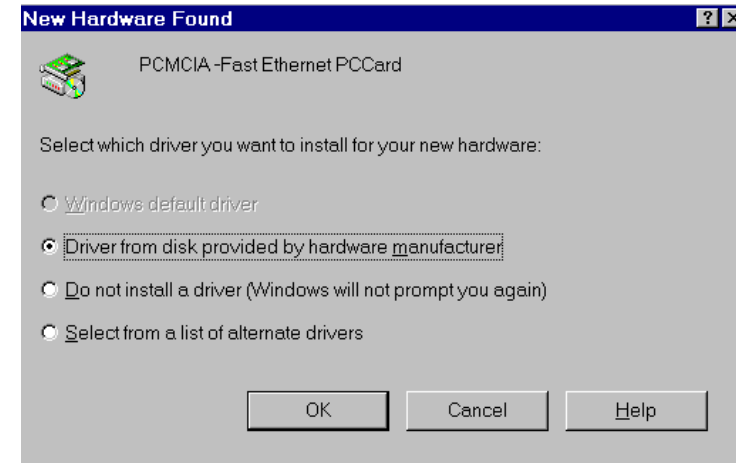 New Hardware Found
PCMCIA -Fast Ethernet PCCard
Select which driver you want to install for your new hardware:
Windows default driver
Driver from disk provided by hardware manufacturer
Do not install a driver (Windows will not prompt you again)
Select from a list of alternate drivers
OK Cancel Help